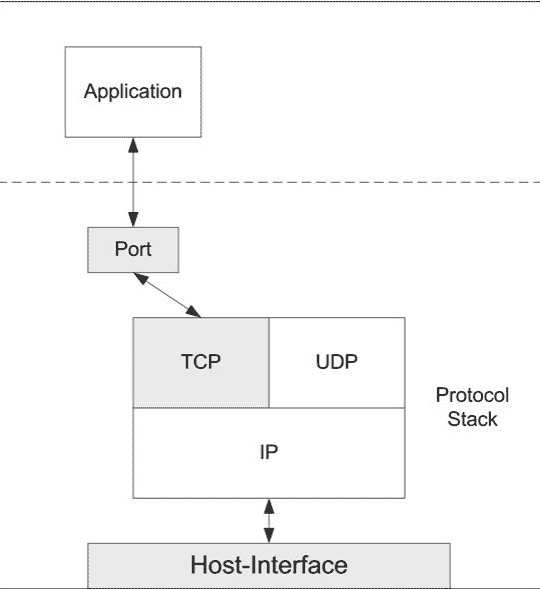 Application
Port
TCP
UDP
Protocol
Stack
IP
Host-Interface